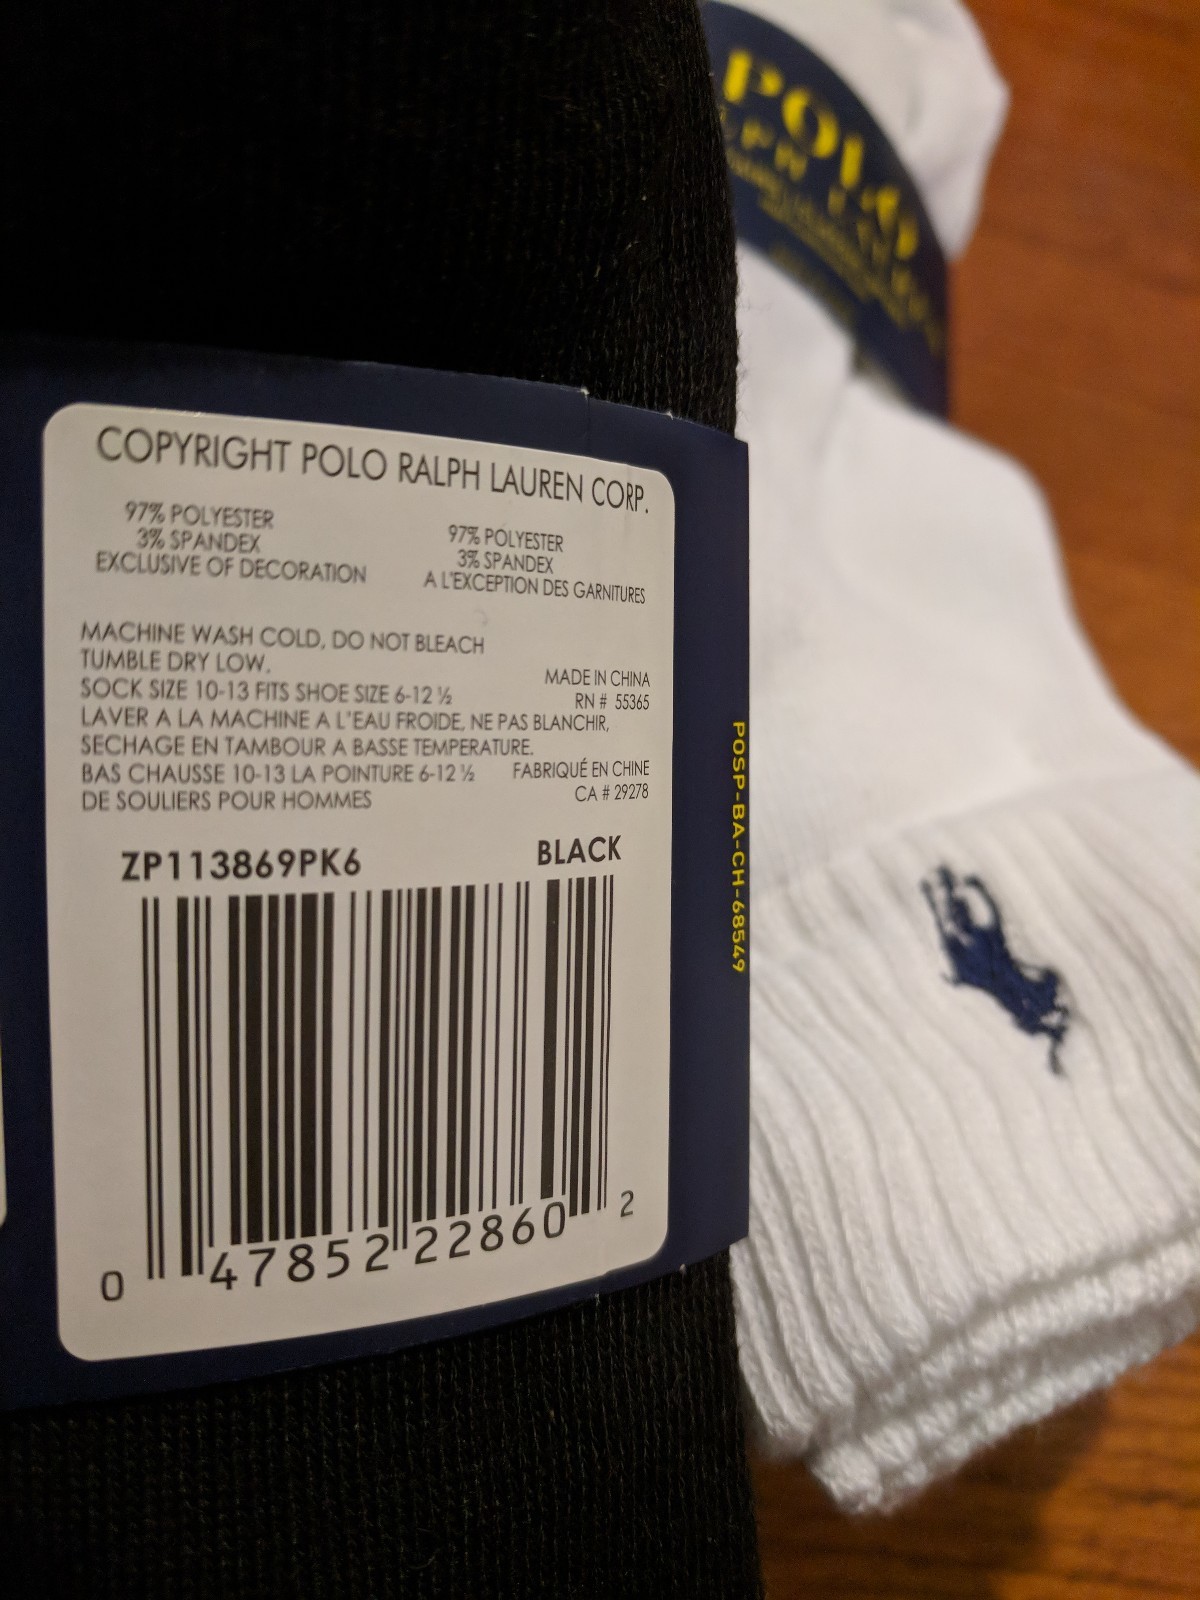 POLO
COPYRIGHT POLO RALPH LAUREN CORP.
97% POLYESTER
3% SPANDEX
EXCLUSIVE OF DECORATION
97% POLYESTER
3% SPANDEX
A L'EXCEPTION DES GARNITURES
MACHINE WASH COLD, DO NOT BLEACH
TUMBLE DRY LOW.
SOCK SIZE 10-13 FITS SHOE SIZE 6-12 ½
MADE IN CHINA
RN # 55365
LAVER A LA MACHINE A L'EAU FROIDE, NE PAS BLANCHIR,
SECHAGE EN TAMBOUR A BASSE TEMPERATURE.
BAS CHAUSSE 10-13 LA POINTURE 6-12 ½
DE SOULIERS POUR HOMMES
FABRIQUÉ EN CHINE
CA # 29278
ZP113869PK6 BLACK
0 47852 22860 2
POSP-BA-CH-68549